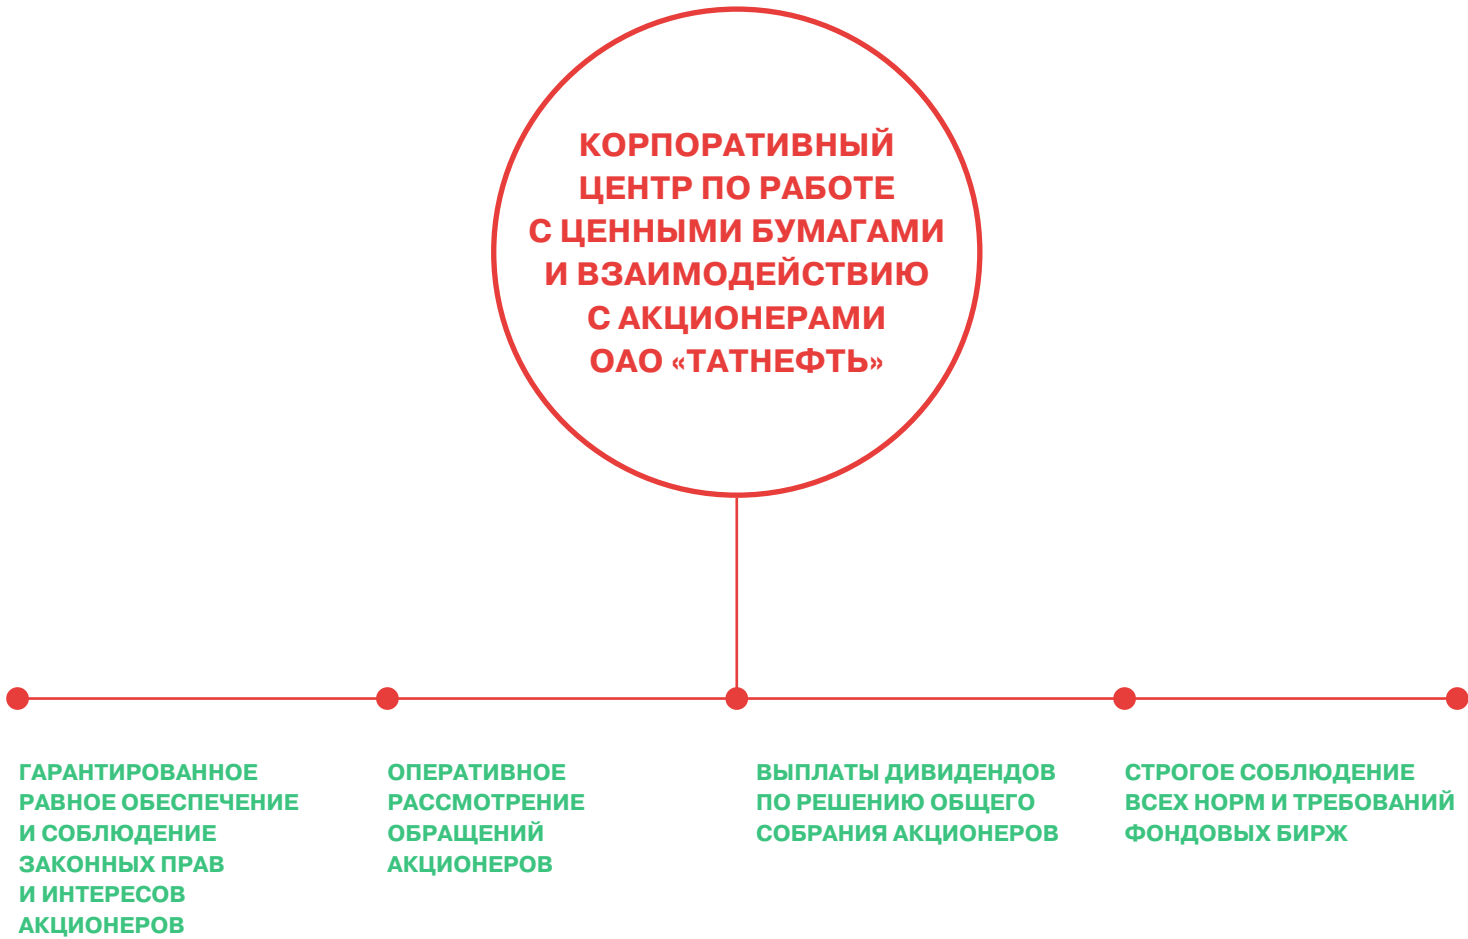 КОРПОРАТИВНЫЙ
ЦЕНТР ПО РАБОТЕ
С ЦЕННЫМИ БУМАГАМИ
И ВЗАИМОДЕЙСТВИЮ
С АКЦИОНЕРАМИ
ОАО «ТАТНЕФТЬ»
ГАРАНТИРОВАННОЕ
РАВНОЕ ОБЕСПЕЧЕНИЕ
И СОБЛЮДЕНИЕ
ЗАКОННЫХ ПРАВ
И ИНТЕРЕСОВ
АКЦИОНЕРОВ
ОПЕРАТИВНОЕ
РАССМОТРЕНИЕ
ОБРАЩЕНИЙ
АКЦИОНЕРОВ
ВЫПЛАТЫ ДИВИДЕНДОВ
ПО РЕШЕНИЮ ОБЩЕГО
СОБРАНИЯ АКЦИОНЕРОВ
СТРОГОЕ СОБЛЮДЕНИЕ
ВСЕХ НОРМ И ТРЕБОВАНИЙ
ФОНДОВЫХ БИРЖ